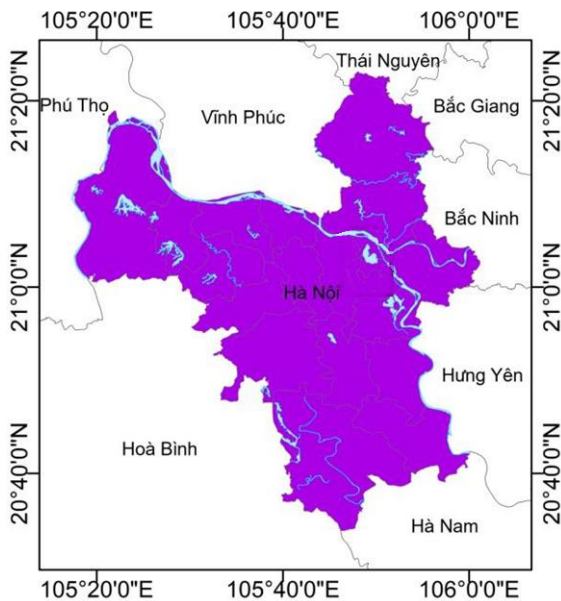 105°20'0"E 105°40'0"E 106°0'0"E
Thái Nguyên
21°20'0"N 21°20'0"N
Phú Thọ
Vĩnh Phúc
Bắc Giang
Bắc Ninh
21°0'0"N 21°0'0"N
Hà Nội
Hưng Yên
Hoà Bình
20°40'0"N 20°40'0"N
Hà Nam
105°20'0"E 105°40'0"E 106°0'0"E